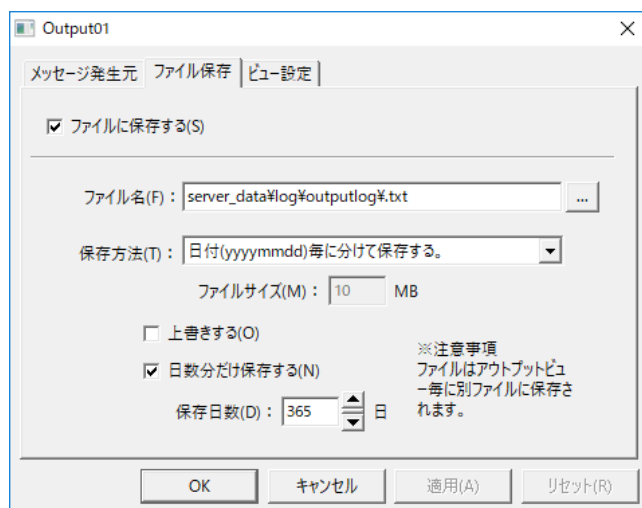 Output01
メッセージ発生元 ファイル保存 ビュー設定
ファイルに保存する(S)
ファイル名(F)： server_data¥log¥outputlog¥.txt ...
保存方法(T)： 日付(yyyymmdd)毎に分けて保存する。
ファイルサイズ(M)： 10 MB
上書きする(O)
日数分だけ保存する(N)
保存日数(D)： 365 日
※注意事項
ファイルはアウトプットビュ
ー毎に別ファイルに保存さ
れます。
OK キャンセル 適用(A) リセット(R)